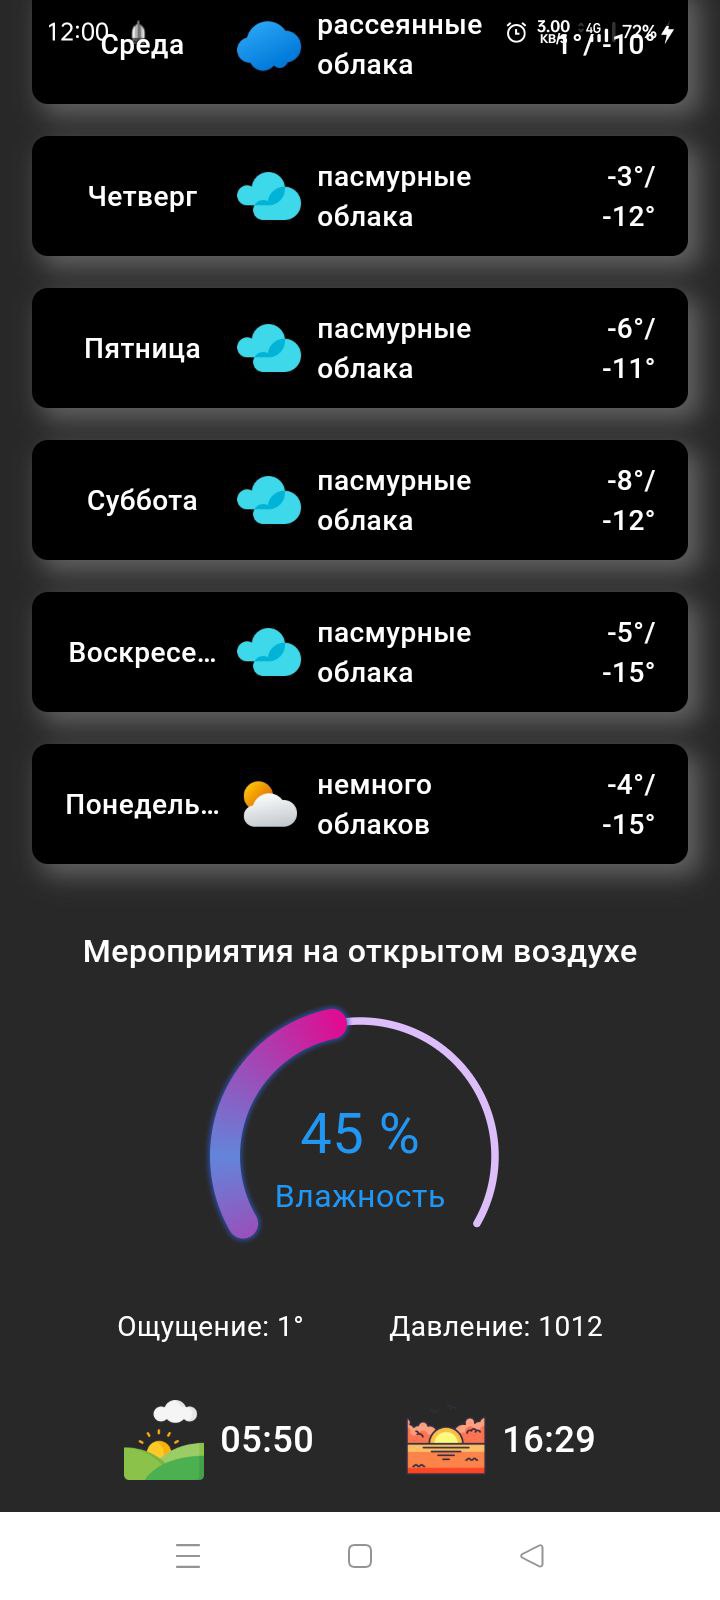 12:00
3.00
KB/S
4G
72%
Среда
рассеянные
облака
1°/ -10°
Четверг
пасмурные
облака
-3°/
-12°
Пятница
пасмурные
облака
-6°/
-11°
Суббота
пасмурные
облака
-8°/
-12°
Воскресе...
пасмурные
облака
-5°/
-15°
Понедель...
немного
облаков
-4°/
-15°
Мероприятия на открытом воздухе
45 %
Влажность
Ощущение: 1°
Давление: 1012
05:50
16:29